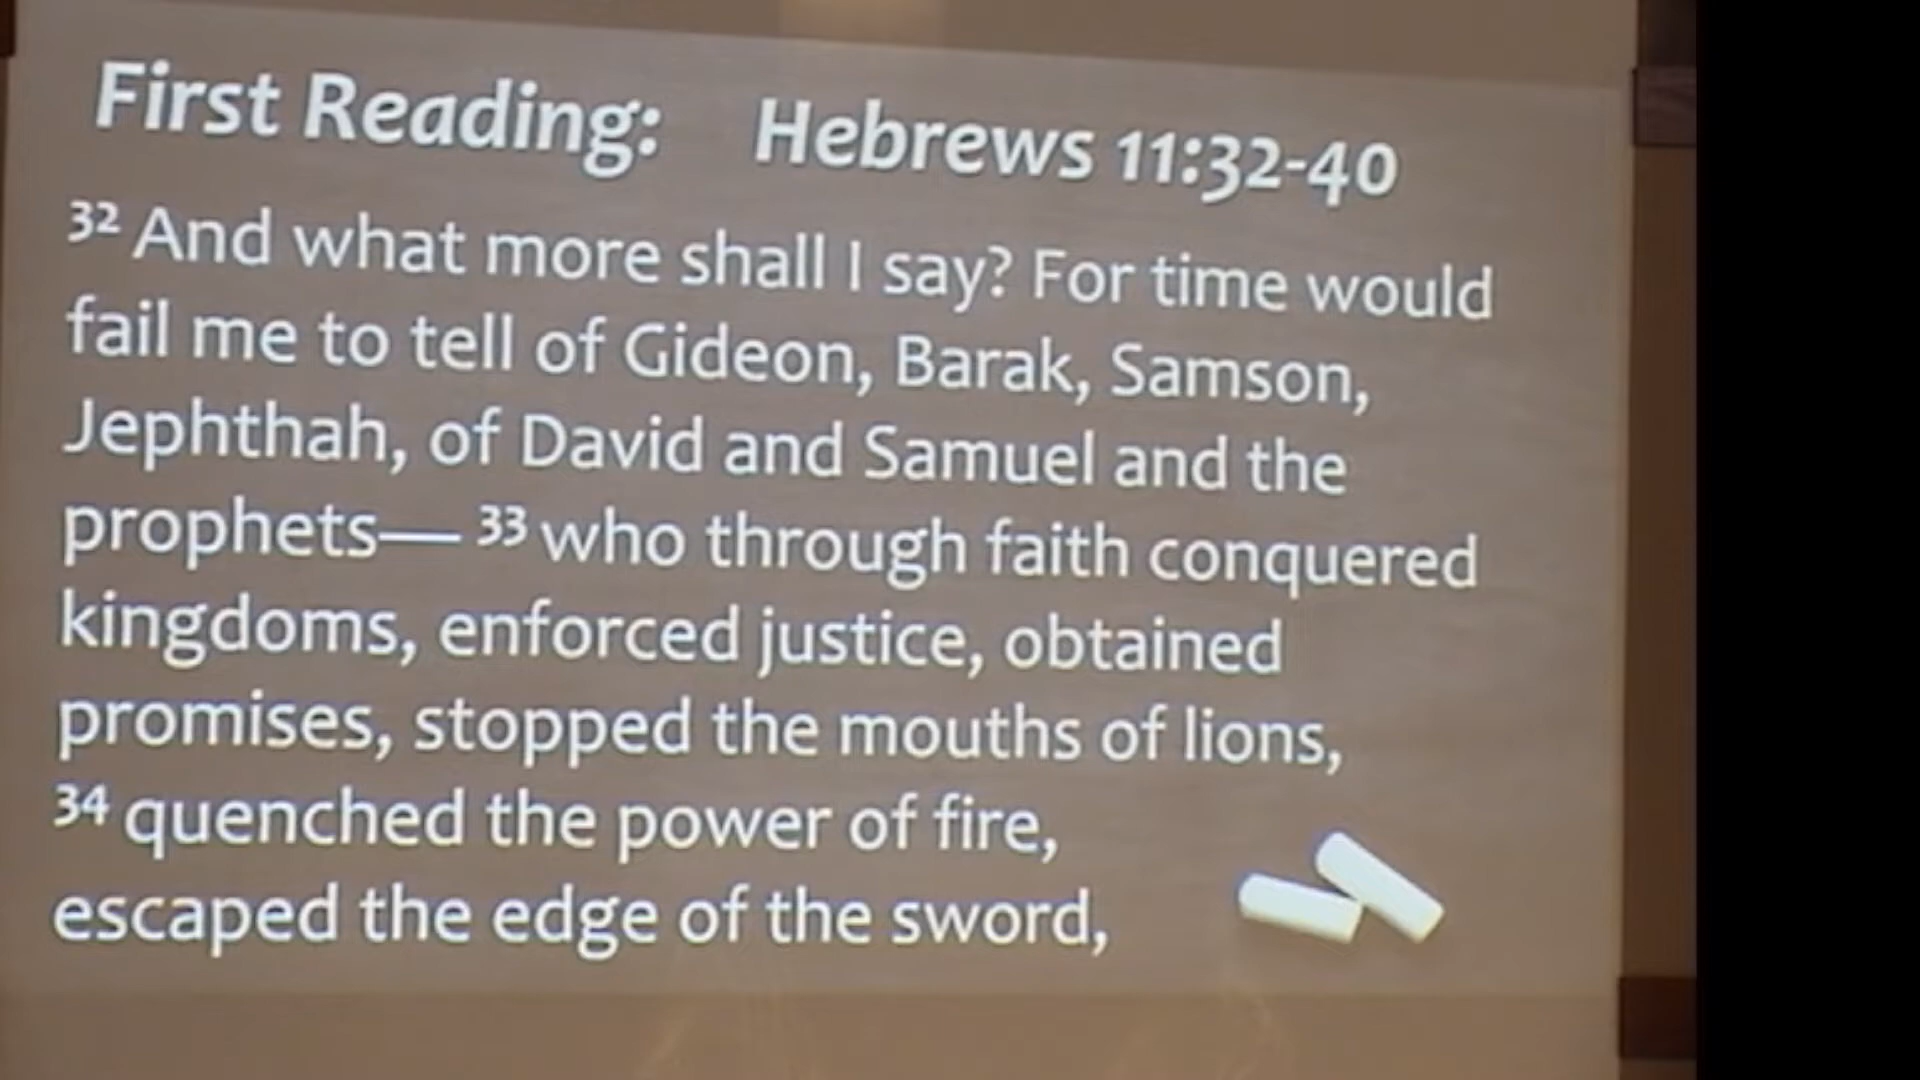 First Reading: Hebrews 11:32-40
32 And what more shall I say? For time would
fail me to tell of Gideon, Barak, Samson,
Jephthah, of David and Samuel and the
prophets— 33 who through faith conquered
kingdoms, enforced justice, obtained
promises, stopped the mouths of lions,
34 quenched the power of fire,
escaped the edge of the sword,